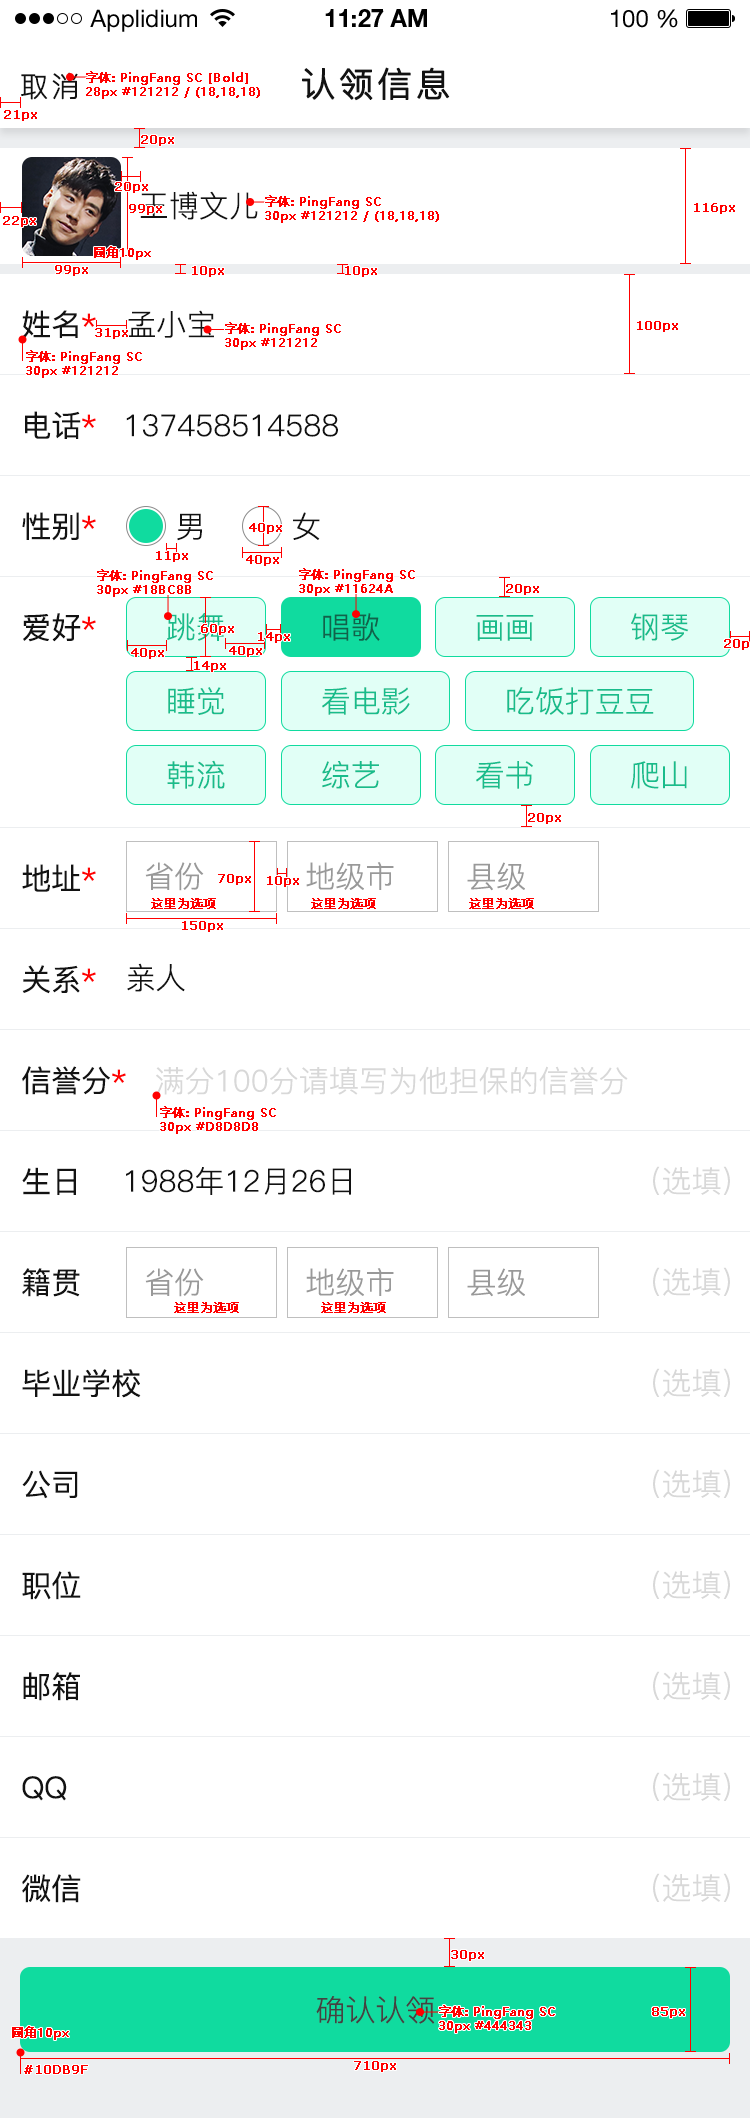 Applidium 11:27 AM 100 %
取消 认领信息
字体: PingFang SC [Bold]
28px #121212 / (18,18,18)
21px
20px
王博文儿
字体: PingFang SC
30px #121212 / (18,18,18)
20px
99px
22px
116px
圆角10px
99px
10px
10px
姓名* 孟小宝
31px
字体: PingFang SC
30px #121212
100px
字体: PingFang SC
30px #121212
电话* 137458514588
性别* 男 女
40px
11px
40px
字体: PingFang SC
30px #18BC8B
字体: PingFang SC
30px #11624A
20px
爱好* 跳舞 唱歌 画画 钢琴
60px
14px
40px
40px
20p
14px
睡觉 看电影 吃饭打豆豆
韩流 综艺 看书 爬山
20px
地址* 省份 地级市 县级
70px
10px
这里为选项 这里为选项 这里为选项
150px
关系* 亲人
信誉分* 满分100分请填写为他担保的信誉分
字体: PingFang SC
30px #D8D8D8
生日 1988年12月26日 (选填)
籍贯 省份 地级市 县级 (选填)
这里为选项 这里为选项
毕业学校 (选填)
公司 (选填)
职位 (选填)
邮箱 (选填)
QQ (选填)
微信 (选填)
30px
确认认领
字体: PingFang SC
30px #444343
85px
圆角10px
710px
#10DB9F